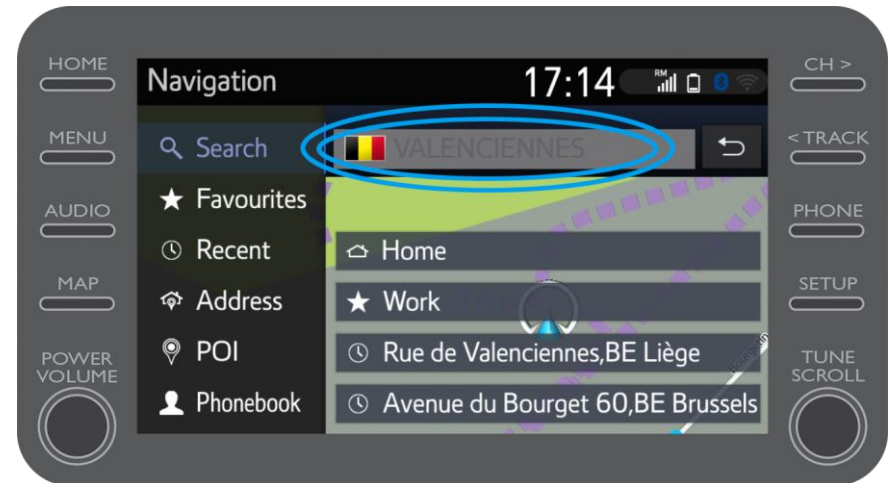 HOME
MENU
AUDIO
MAP
POWER
VOLUME
Navigation
17:14
RM
Search
VALENCIENNES
Favourites
Recent
Address
POI
Phonebook
Home
Work
Rue de Valenciennes,BE Liège
Avenue du Bourget 60,BE Brussels
CH >
< TRACK
PHONE
SETUP
TUNE
SCROLL